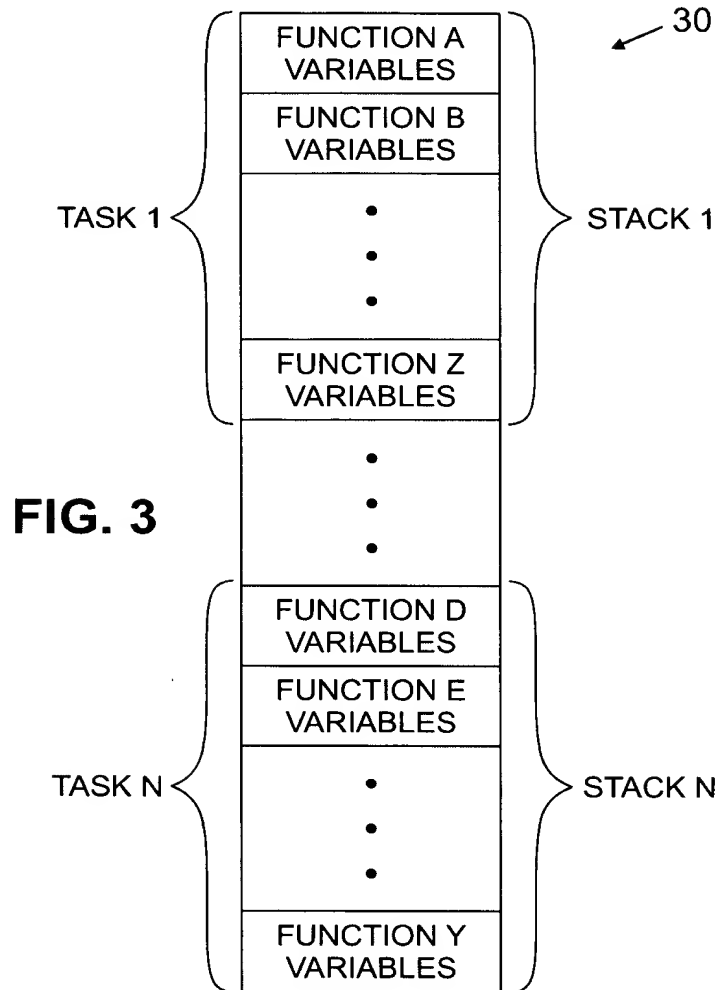 30
FUNCTION A
VARIABLES
FUNCTION B
VARIABLES
TASK 1
STACK 1
FUNCTION Z
VARIABLES
FIG. 3
FUNCTION D
VARIABLES
FUNCTION E
VARIABLES
TASK N
STACK N
FUNCTION Y
VARIABLES